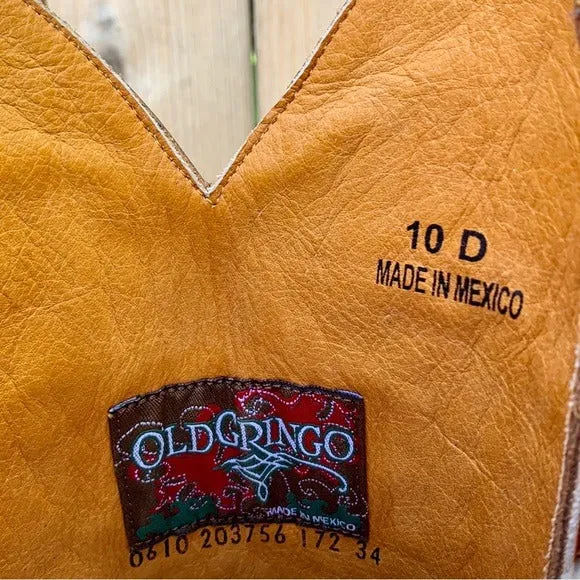 10 D
MADE IN MEXICO
OLD GRINGO
MADE IN MEXICO
0610 203756 172 34